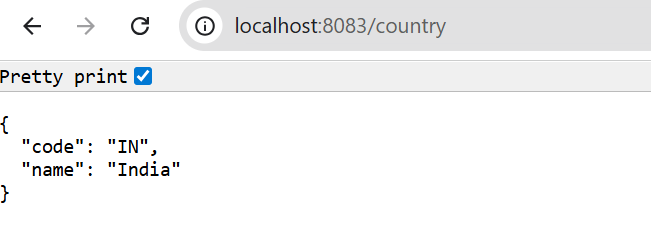 localhost:8083/country
Pretty print
{
  "code": "IN",
  "name": "India"
}